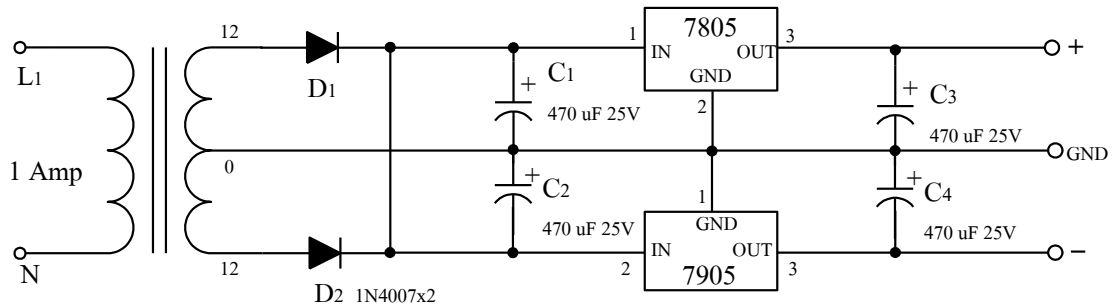 12
7805
1
3
IN
OUT
GND
2
L1
D1
+
C1
470 uF 25V
+
C3
470 uF 25V
+
1 Amp
0
GND
+
C2
470 uF 25V
1
GND
+
C4
470 uF 25V
N
12
D2 1N4007x2
2
IN
OUT
7905
3
−